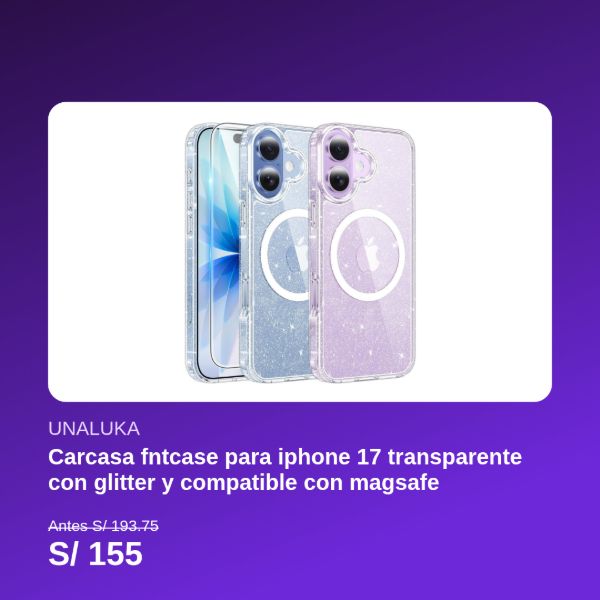 UNALUKA
Carcasa fntcase para iphone 17 transparente
con glitter y compatible con magsafe
Antes S/ 193.75
S/ 155